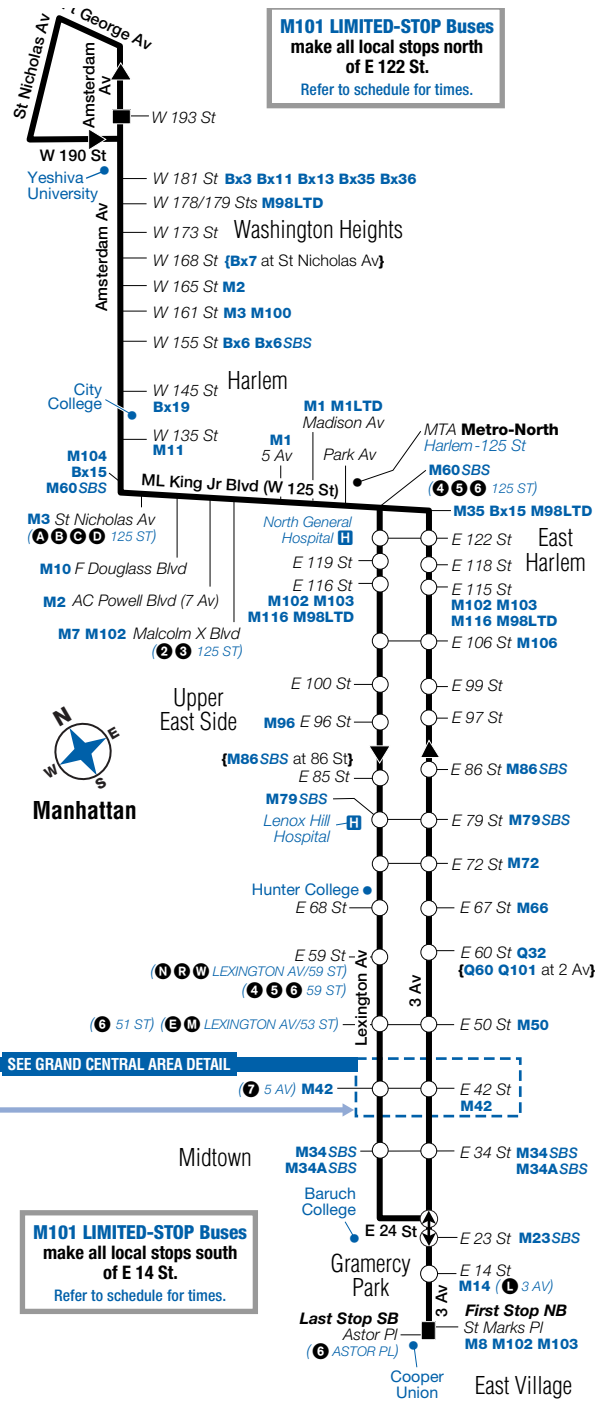 M101 LIMITED-STOP Buses
make all local stops north
of E 122 St.
Refer to schedule for times.
George Av
St Nicholas Av
Amsterdam Av
W 193 St
W 190 St
Yeshiva
University
W 181 St Bx3 Bx11 Bx13 Bx35 Bx36
W 178/179 Sts M98LTD
Amsterdam Av
W 173 St
Washington Heights
W 168 St {Bx7 at St Nicholas Av}
W 165 St M2
W 161 St M3 M100
W 155 St Bx6 Bx6SBS
Harlem
City
College
W 145 St
Bx19
W 135 St
M11
M104
Bx15
M60SBS
ML King Jr Blvd (W 125 St)
M1
5 Av
M1 M1LTD
Madison Av
Park Av
MTA Metro-North
Harlem-125 St
M60SBS
(4 5 6 125 ST)
M35 Bx15 M98LTD
M3 St Nicholas Av
(A B C D 125 ST)
M10 F Douglass Blvd
M2 AC Powell Blvd (7 Av)
M7 M102 Malcolm X Blvd
(2 3 125 ST)
North General
Hospital H
E 122 St
East
Harlem
E 119 St
E 118 St
E 116 St
M102 M103
M116 M98LTD
E 115 St
M102 M103
M116 M98LTD
E 106 St M106
E 100 St
E 99 St
Upper
East Side
M96 E 96 St
E 97 St
N
E
W
S
Manhattan
{M86SBS at 86 St}
E 85 St
E 86 St M86SBS
M79SBS
Lenox Hill
Hospital
H
E 79 St M79SBS
E 72 St M72
Hunter College
E 68 St
E 67 St M66
E 59 St
(N R W LEXINGTON AV/59 ST)
(4 5 6 59 ST)
Lexington Av
3 Av
E 60 St Q32
{Q60 Q101 at 2 Av}
(6 51 ST) (E M LEXINGTON AV/53 ST)
E 50 St M50
SEE GRAND CENTRAL AREA DETAIL
(7 5 AV) M42
E 42 St
M42
Midtown
M34SBS
M34ASBS
E 34 St M34SBS
M34ASBS
Baruch
College
E 24 St
E 23 St M23SBS
M101 LIMITED-STOP Buses
make all local stops south
of E 14 St.
Refer to schedule for times.
Gramercy
Park
E 14 St
M14 (L 3 AV)
3 Av
Last Stop SB
Astor Pl
(6 ASTOR PL)
First Stop NB
St Marks Pl
M8 M102 M103
Cooper
Union
East Village